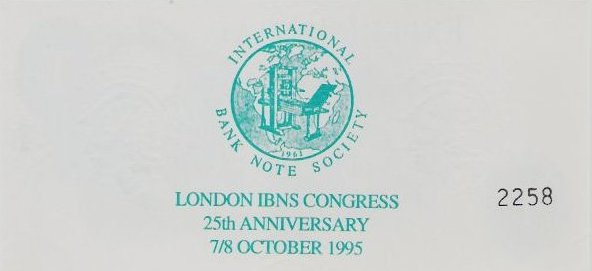 INTERNATIONAL
BANK NOTE SOCIETY
1961
LONDON IBNS CONGRESS
25th ANNIVERSARY
7/8 OCTOBER 1995
2258